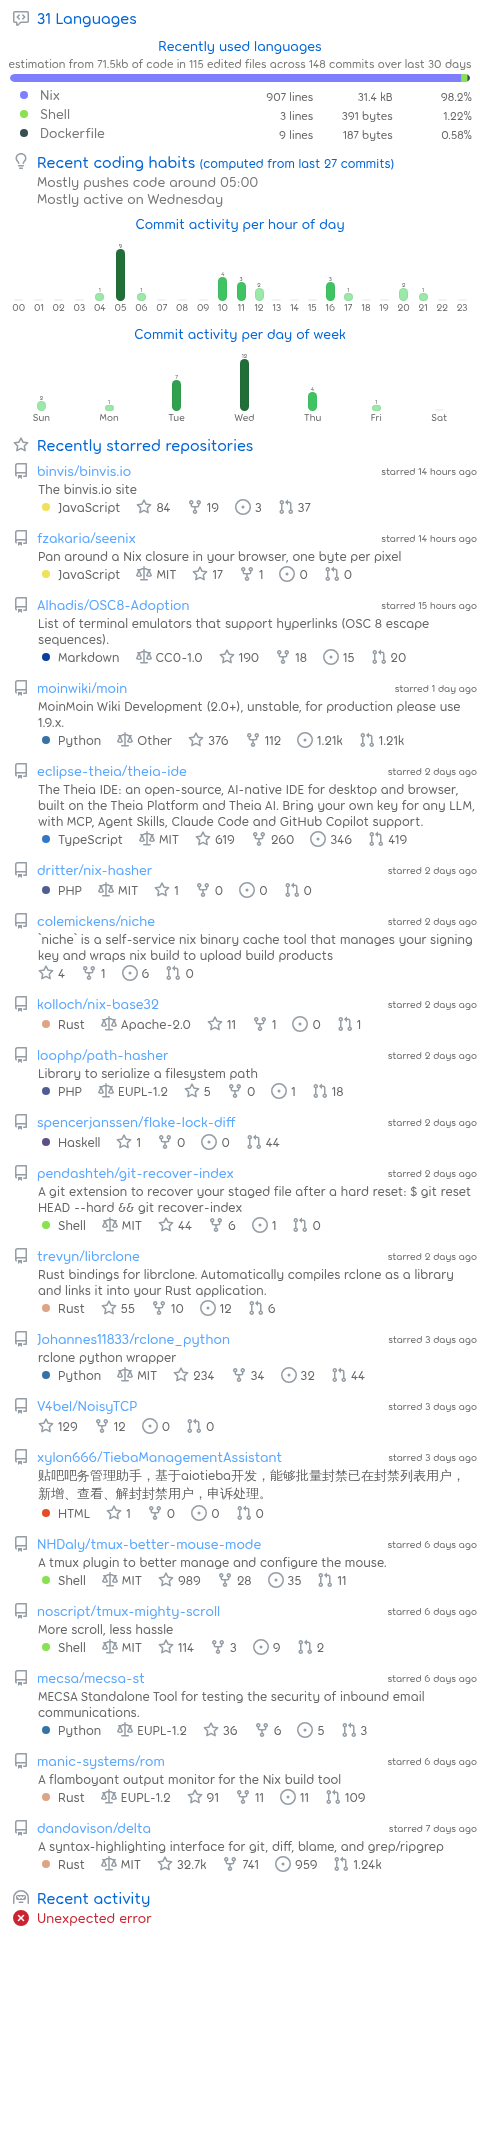 31 Languages
Recently used languages
estimation from 71.5kb of code in 115 edited files across 148 commits over last 30 days
Nix 907 lines 31.4 kB 98.2%
Shell 3 lines 391 bytes 1.22%
Dockerfile 9 lines 187 bytes 0.58%
Recent coding habits (computed from last 27 commits)
Mostly pushes code around 05:00
Mostly active on Wednesday
Commit activity per hour of day
1 9 1 4 3 2 3 1 2 1
00 01 02 03 04 05 06 07 08 09 10 11 12 13 14 15 16 17 18 19 20 21 22 23
Commit activity per day of week
2 1 7 12 4 1
Sun Mon Tue Wed Thu Fri Sat
Recently starred repositories
binvis/binvis.io starred 14 hours ago
The binvis.io site
JavaScript 84 19 3 37
fzakaria/seenix starred 14 hours ago
Pan around a Nix closure in your browser, one byte per pixel
JavaScript MIT 17 1 0 0
Alhadis/OSC8-Adoption starred 15 hours ago
List of terminal emulators that support hyperlinks (OSC 8 escape
sequences).
Markdown CC0-1.0 190 18 15 20
moinwiki/moin starred 1 day ago
MoinMoin Wiki Development (2.0+), unstable, for production please use
1.9.x.
Python Other 376 112 1.21k 1.21k
eclipse-theia/theia-ide starred 2 days ago
The Theia IDE: an open-source, AI-native IDE for desktop and browser,
built on the Theia Platform and Theia AI. Bring your own key for any LLM,
with MCP, Agent Skills, Claude Code and GitHub Copilot support.
TypeScript MIT 619 260 346 419
dritter/nix-hasher starred 2 days ago
PHP MIT 1 0 0 0
colemickens/niche starred 2 days ago
`niche` is a self-service nix binary cache tool that manages your signing
key and wraps nix build to upload build products
4 1 6 0
kolloch/nix-base32 starred 2 days ago
Rust Apache-2.0 11 1 0 1
loophp/path-hasher starred 2 days ago
Library to serialize a filesystem path
PHP EUPL-1.2 5 0 1 18
spencerjanssen/flake-lock-diff starred 2 days ago
Haskell 1 0 0 44
pendashteh/git-recover-index starred 2 days ago
A git extension to recover your staged file after a hard reset: $ git reset
HEAD --hard && git recover-index
Shell MIT 44 6 1 0
trevyn/librclone starred 2 days ago
Rust bindings for librclone. Automatically compiles rclone as a library
and links it into your Rust application.
Rust 55 10 12 6
Johannes11833/rclone_python starred 3 days ago
rclone python wrapper
Python MIT 234 34 32 44
V4bel/NoisyTCP starred 3 days ago
129 12 0 0
xylon666/TiebaManagementAssistant starred 3 days ago
贴吧吧务管理助手，基于aiotieba开发，能够批量封禁已在封禁列表用户，
新增、查看、解封封禁用户，申诉处理。
HTML 1 0 0 0
NHDaly/tmux-better-mouse-mode starred 6 days ago
A tmux plugin to better manage and configure the mouse.
Shell MIT 989 28 35 11
noscript/tmux-mighty-scroll starred 6 days ago
More scroll, less hassle
Shell MIT 114 3 9 2
mecsa/mecsa-st starred 6 days ago
MECSA Standalone Tool for testing the security of inbound email
communications.
Python EUPL-1.2 36 6 5 3
manic-systems/rom starred 6 days ago
A flamboyant output monitor for the Nix build tool
Rust EUPL-1.2 91 11 11 109
dandavison/delta starred 7 days ago
A syntax-highlighting interface for git, diff, blame, and grep/ripgrep
Rust MIT 32.7k 741 959 1.24k
Recent activity
Unexpected error